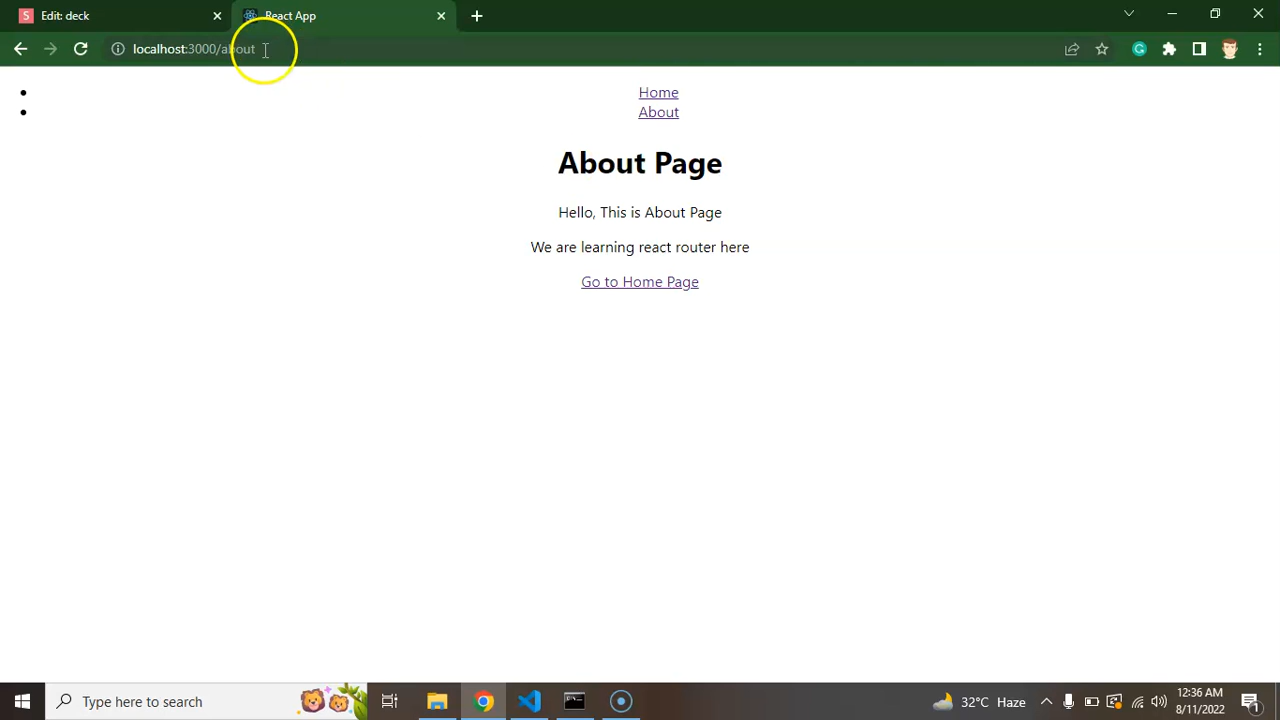 Edit: deck
React App
localhost:3000/about
Home
About
About Page
Hello, This is About Page
We are learning react router here
Go to Home Page
Type here to search
32°C Haze
12:36 AM
8/11/2022
1